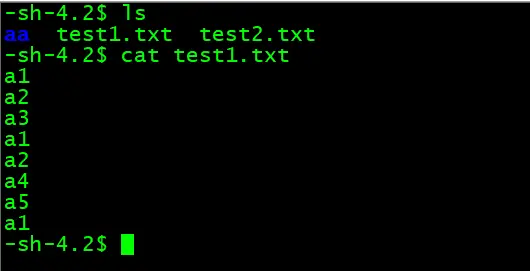 -sh-4.2$ ls
aa  test1.txt  test2.txt
-sh-4.2$ cat test1.txt
a1
a2
a3
a1
a2
a4
a5
a1
-sh-4.2$